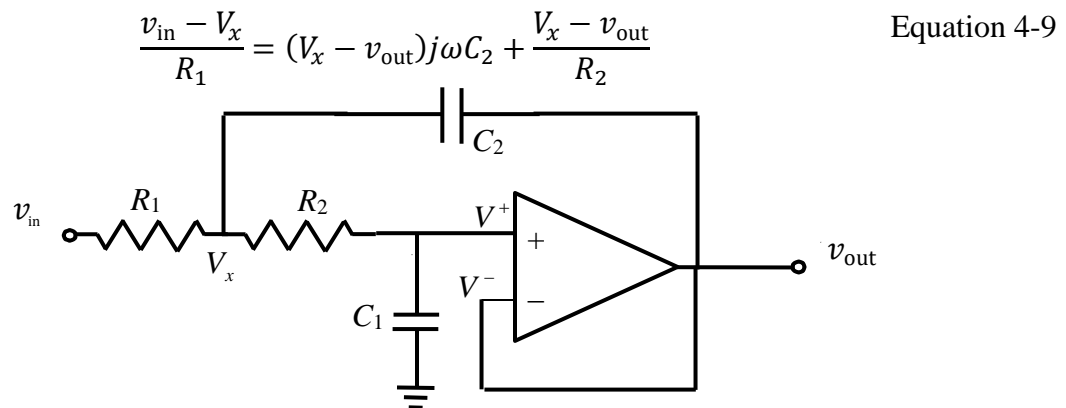 (v_in − V_x)/R_1 = (V_x − v_out)jωC_2 + (V_x − v_out)/R_2 Equation 4-9
C_2
R_1 R_2
v_in V^+
+ v_out
V_x
V^−
−
C_1